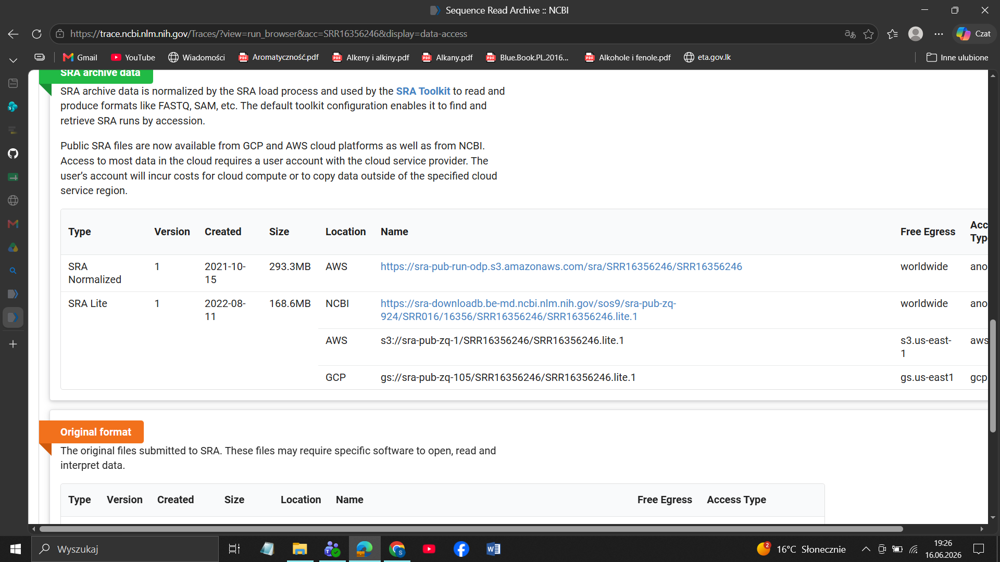 Sequence Read Archive :: NCBI
https://trace.ncbi.nlm.nih.gov/Traces/?view=run_browser&acc=SRR16356246&display=data-access
Czat
Gmail
YouTube
Wiadomości
Aromatyczność.pdf
Alkeny i alkiny.pdf
Alkany.pdf
Blue.Book.PL.2016...
Alkohole i fenole.pdf
eta.gov.lk
Inne ulubione
SRA archive data
SRA archive data is normalized by the SRA load process and used by the SRA Toolkit to read and
produce formats like FASTQ, SAM, etc. The default toolkit configuration enables it to find and
retrieve SRA runs by accession.
Public SRA files are now available from GCP and AWS cloud platforms as well as from NCBI.
Access to most data in the cloud requires a user account with the cloud service provider. The
user's account will incur costs for cloud compute or to copy data outside of the specified cloud
service region.
Type Version Created Size Location Name Free Egress Acc
Typ
SRA 1 2021-10- 293.3MB AWS https://sra-pub-run-odp.s3.amazonaws.com/sra/SRR16356246/SRR16356246 worldwide ano
Normalized 15
SRA Lite 1 2022-08- 168.6MB NCBI https://sra-downloadb.be-md.ncbi.nlm.nih.gov/sos9/sra-pub-zq- worldwide ano
11 924/SRR016/16356/SRR16356246/SRR16356246.lite.1
AWS s3://sra-pub-zq-1/SRR16356246/SRR16356246.lite.1 s3.us-east- aws
1
GCP gs://sra-pub-zq-105/SRR16356246/SRR16356246.lite.1 gs.us-east1 gcp
Original format
The original files submitted to SRA. These files may require specific software to open, read and
interpret data.
Type Version Created Size Location Name Free Egress Access Type
Wyszukaj
2
16°C Słonecznie
19:26
16.06.2026